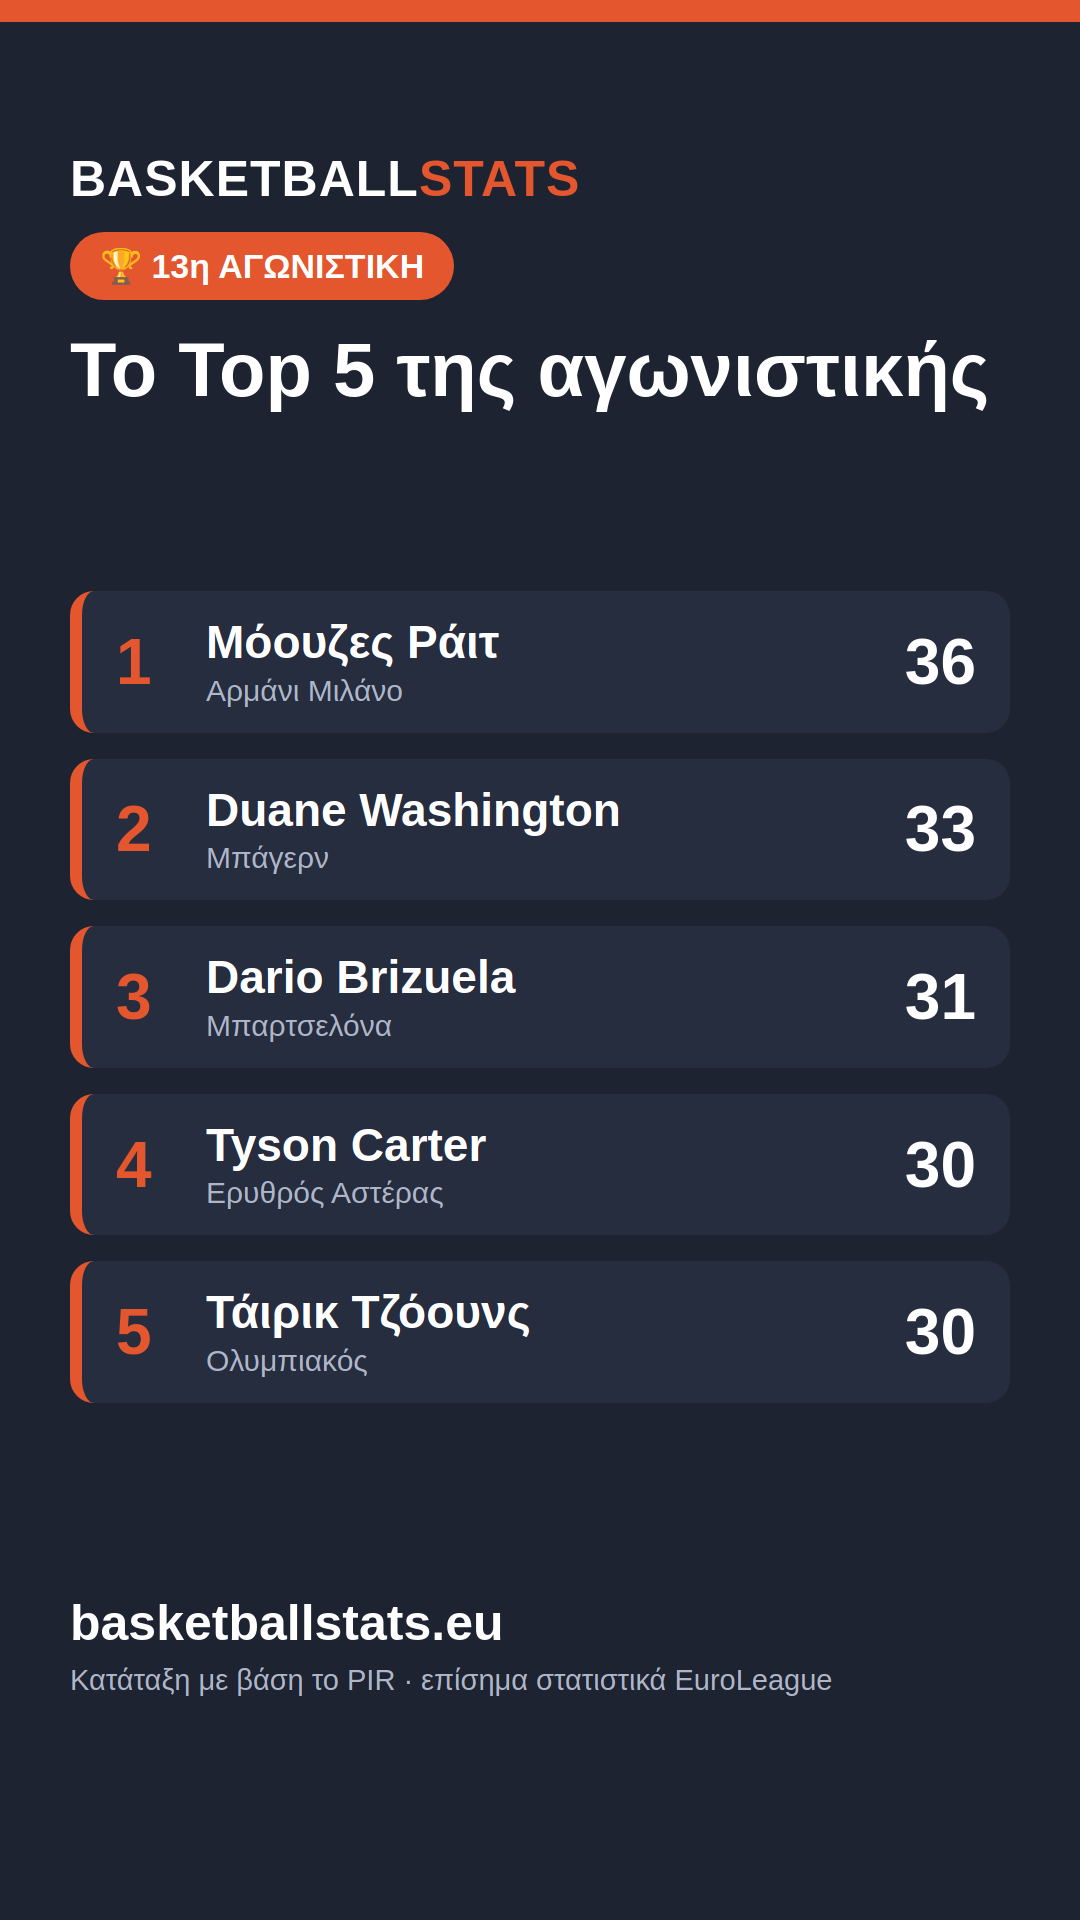 BASKETBALLSTATS
🏆 13η ΑΓΩΝΙΣΤΙΚΗ
Το Top 5 της αγωνιστικής
1
Μόουζες Ράιτ
Αρμάνι Μιλάνο
36
2
Duane Washington
Μπάγερν
33
3
Dario Brizuela
Μπαρτσελόνα
31
4
Tyson Carter
Ερυθρός Αστέρας
30
5
Τάιρικ Τζόουνς
Ολυμπιακός
30
basketballstats.eu
Κατάταξη με βάση το PIR · επίσημα στατιστικά EuroLeague